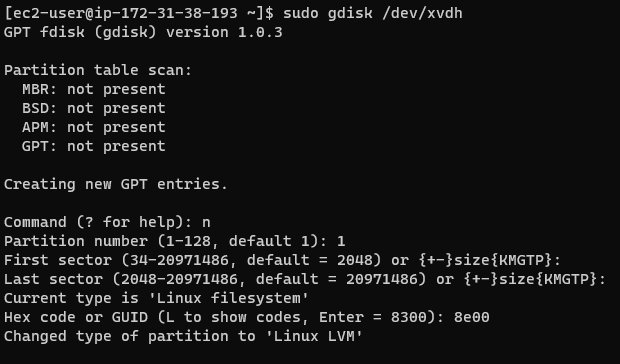 [ec2-user@ip-172-31-38-193 ~]$ sudo gdisk /dev/xvdh
GPT fdisk (gdisk) version 1.0.3
Partition table scan:
  MBR: not present
  BSD: not present
  APM: not present
  GPT: not present
Creating new GPT entries.
Command (? for help): n
Partition number (1-128, default 1): 1
First sector (34-20971486, default = 2048) or {+-}size{KMGTP}:
Last sector (2048-20971486, default = 20971486) or {+-}size{KMGTP}:
Current type is 'Linux filesystem'
Hex code or GUID (L to show codes, Enter = 8300): 8e00
Changed type of partition to 'Linux LVM'